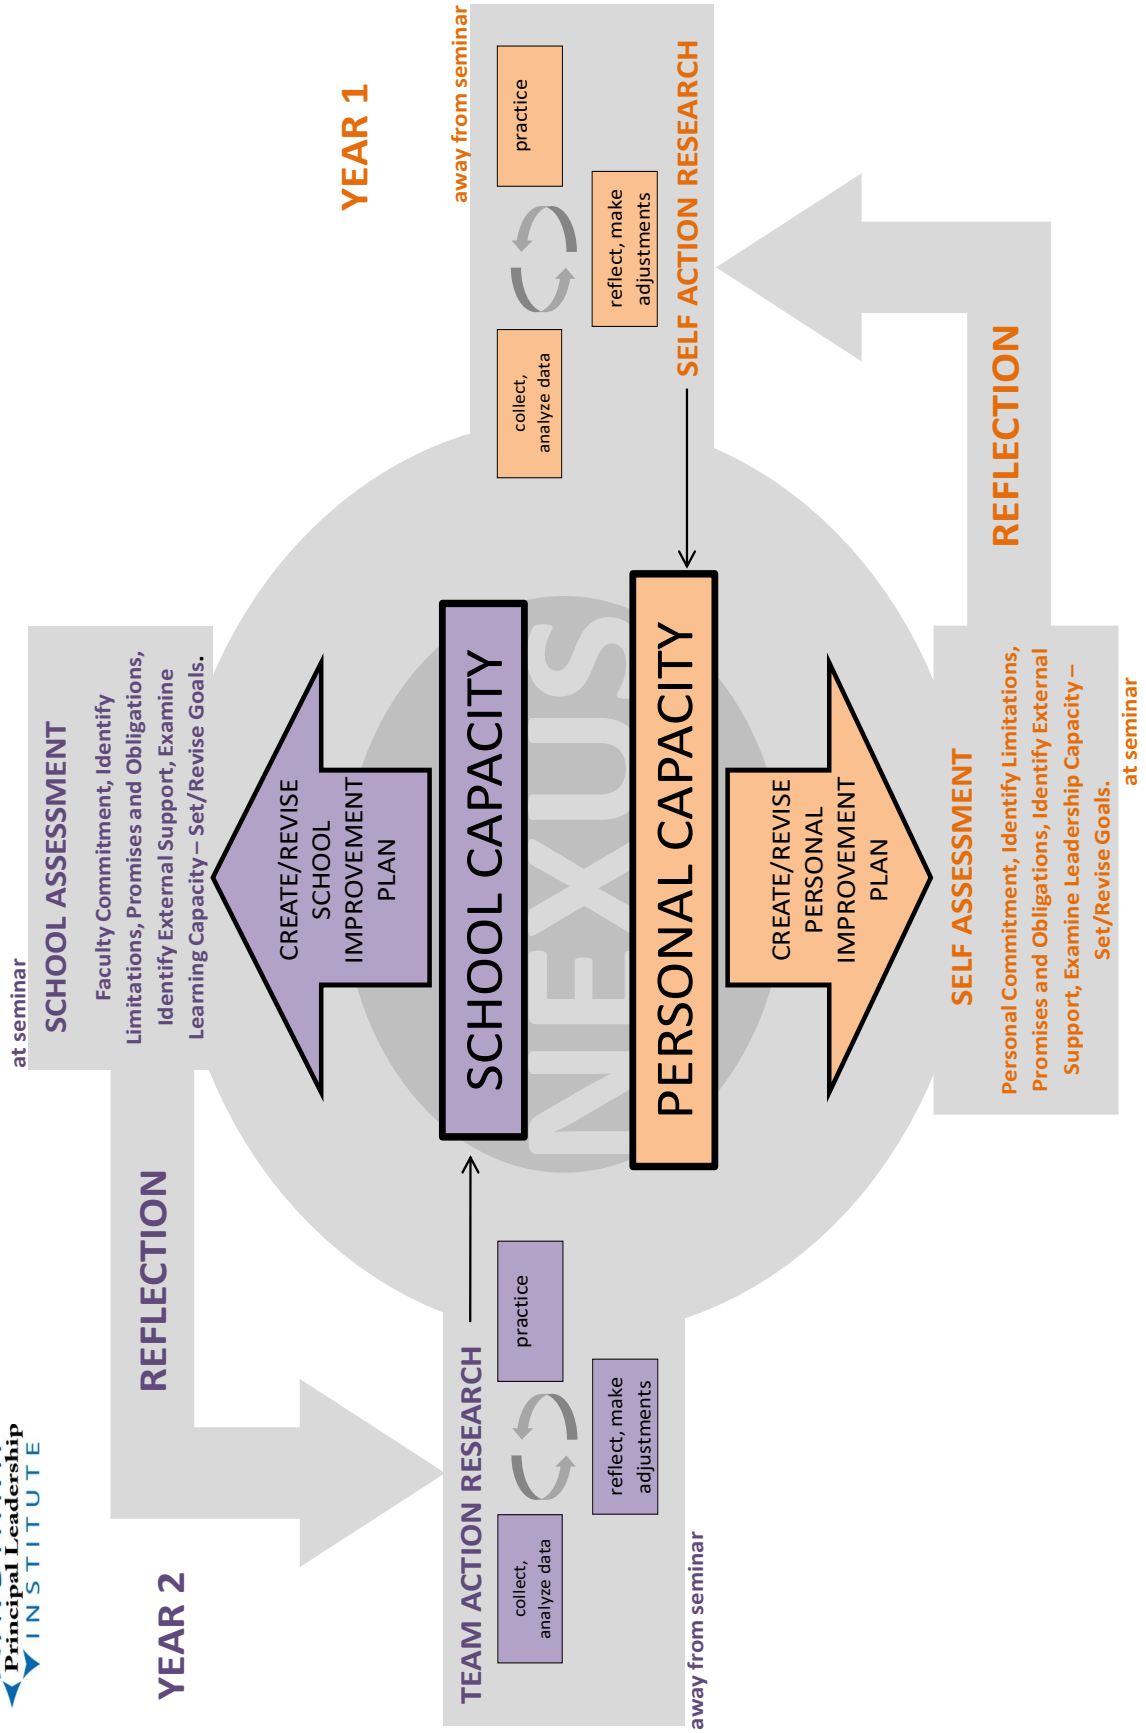 Principal Leadership
INSTITUTE
YEAR 2
REFLECTION
at seminar
SCHOOL ASSESSMENT
Faculty Commitment, Identify
Limitations, Promises and Obligations,
Identify External Support, Examine
Learning Capacity – Set/Revise Goals.
YEAR 1
CREATE/REVISE
SCHOOL
IMPROVEMENT
PLAN
SCHOOL CAPACITY
NEXUS
PERSONAL CAPACITY
CREATE/REVISE
PERSONAL
IMPROVEMENT
PLAN
TEAM ACTION RESEARCH
collect,
analyze data
practice
reflect, make
adjustments
away from seminar
away from seminar
collect,
analyze data
practice
reflect, make
adjustments
SELF ACTION RESEARCH
SELF ASSESSMENT
Personal Commitment, Identify Limitations,
Promises and Obligations, Identify External
Support, Examine Leadership Capacity –
Set/Revise Goals.
at seminar
REFLECTION